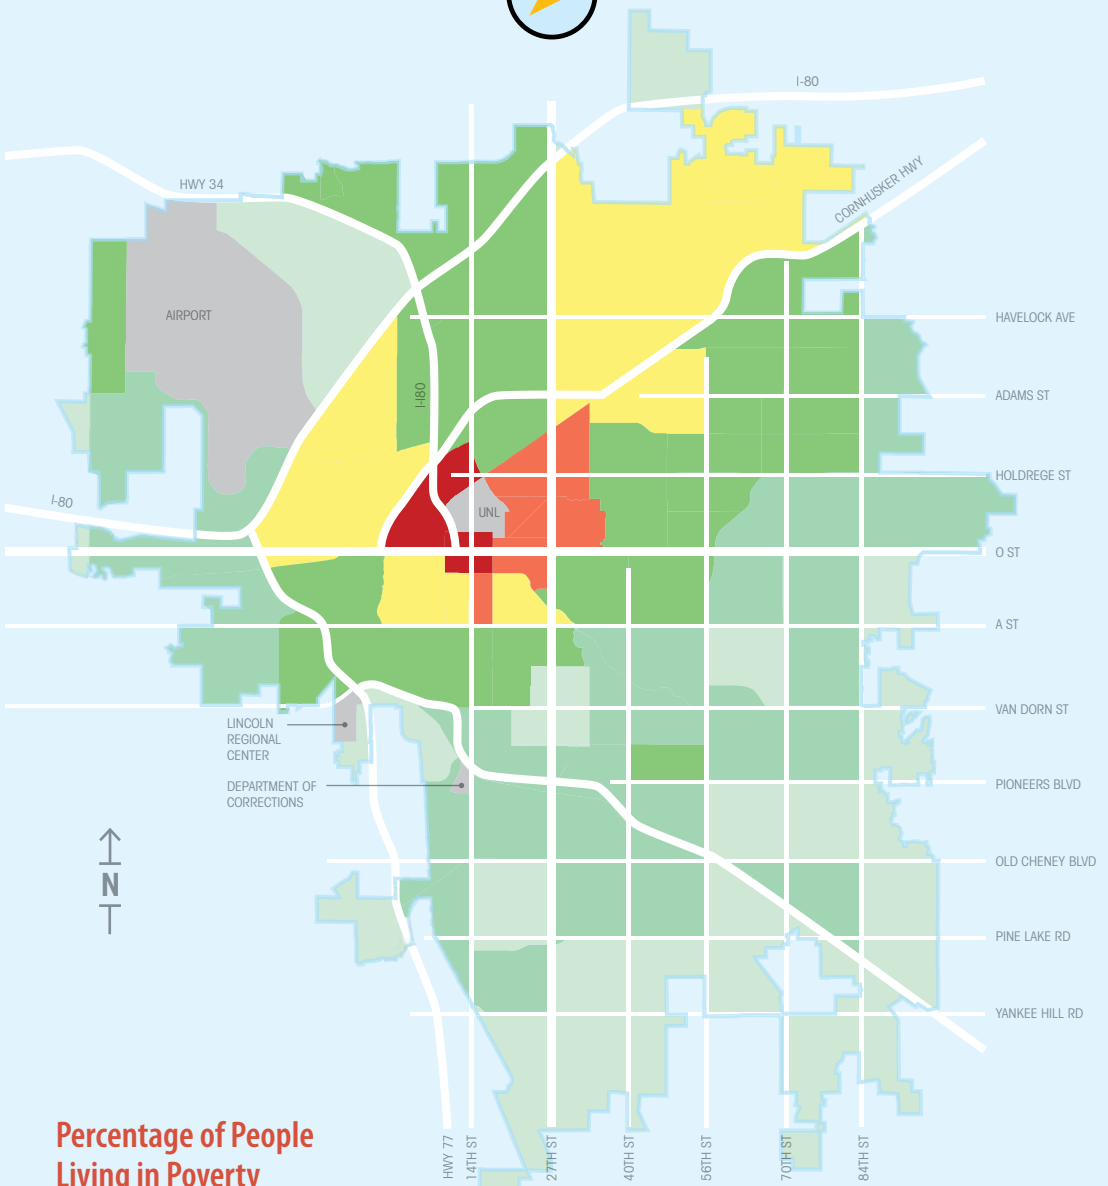 I-80
HWY 34
CORNHUSKER HWY
AIRPORT
HAVELOCK AVE
I-180
ADAMS ST
HOLDREGE ST
I-80
UNL
O ST
A ST
VAN DORN ST
LINCOLN
REGIONAL
CENTER
DEPARTMENT OF
CORRECTIONS
PIONEERS BLVD
OLD CHENEY BLVD
N
PINE LAKE RD
YANKEE HILL RD
HWY 77
14TH ST
27TH ST
40TH ST
56TH ST
70TH ST
84TH ST
Percentage of People
Living in Poverty